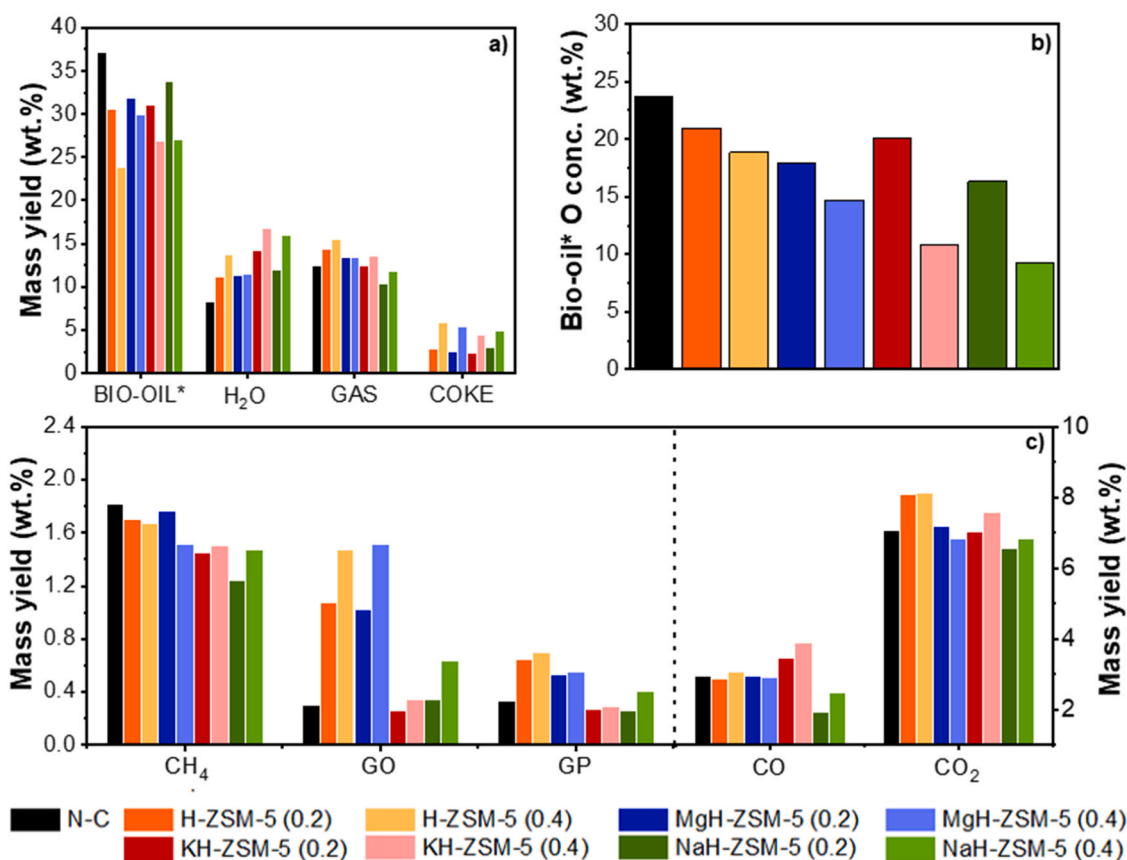 a)
Mass yield (wt.%)
40
35
30
25
20
15
10
5
0
BIO-OIL* H₂O GAS COKE
b)
Bio-oil* O conc. (wt.%)
30
25
20
15
10
5
0
c)
Mass yield (wt.%)
2.4
2.0
1.6
1.2
0.8
0.4
0.0
CH₄ GO GP CO CO₂
10
8
6
4
2
Mass yield (wt.%)
N-C H-ZSM-5 (0.2) H-ZSM-5 (0.4) MgH-ZSM-5 (0.2) MgH-ZSM-5 (0.4)
KH-ZSM-5 (0.2) KH-ZSM-5 (0.4) NaH-ZSM-5 (0.2) NaH-ZSM-5 (0.4)